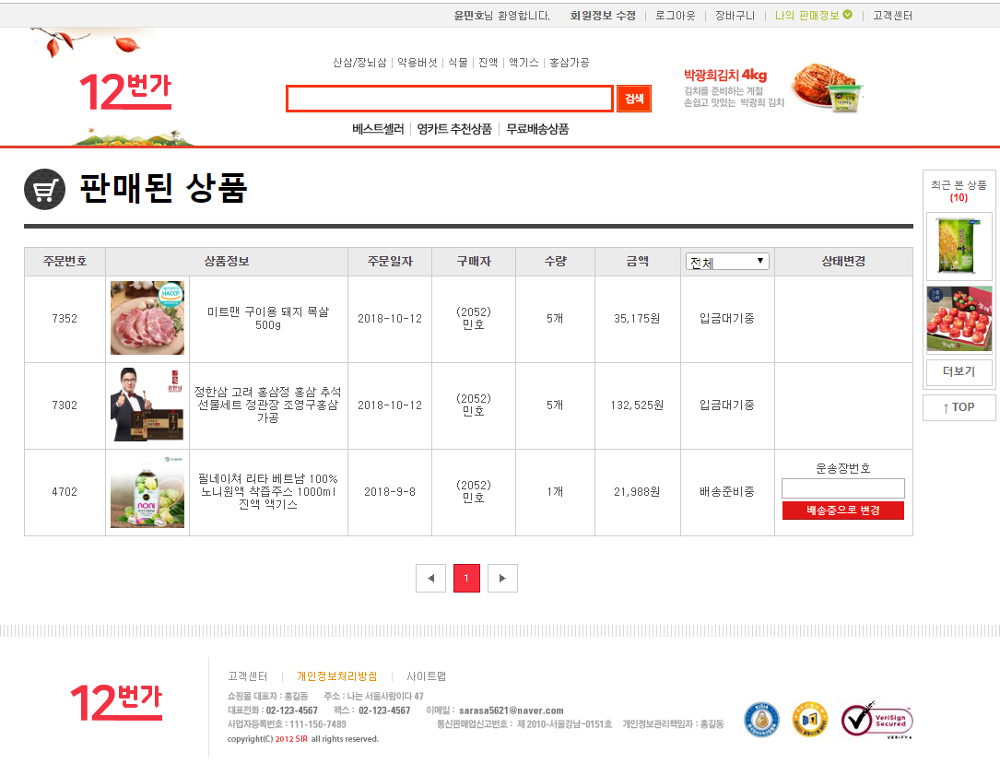 윤민호님 환영합니다. 회원정보 수정 | 로그아웃 | 장바구니 | 나의 판매정보 | 고객센터
12번가
산삼/장뇌삼 | 약용버섯 | 식물 | 진액 | 엑기스 | 홍삼가공
검색
베스트셀러 | 영카트 추천상품 | 무료배송상품
박광희김치 4kg
김치를 준비하는 계절
손쉽고 맛있는 박광희 김치
판매된 상품
주문번호 상품정보 주문일자 구매자 수량 금액 전체 ▼ 상태변경
7352 미트맨 구이용 돼지 목살 500g 2018-10-12 (2052) 민호 5개 35,175원 입금대기중
HACCP
7302 정한삼 고려 홍삼정 홍삼 추석 선물세트 정관장 조영구홍삼 가공 2018-10-12 (2052) 민호 5개 132,525원 입금대기중
정한삼
4702 필네이쳐 리타 베트남 100% 노니원액 착즙주스 1000ml 진액 엑기스 2018-9-8 (2052) 민호 1개 21,988원 배송준비중
noni
운송장번호
배송중으로 변경
최근 본 상품
(10)
더보기
↑ TOP
◀ 1 ▶
12번가
고객센터 | 개인정보처리방침 | 사이트맵
쇼핑몰 대표자 : 홍길동 주소 : 나는 서울사람이다 47
대표전화 : 02-123-4567 팩스 : 02-123-4567 이메일 : sarasa5621@naver.com
사업자등록번호 : 111-156-7489 통신판매업신고번호 : 제 2010-서울강남-0151호 개인정보관리책임자 : 홍길동
copyright(C) 2012 SIR all rights reserved.
VeriSign
Secured
VERIFY